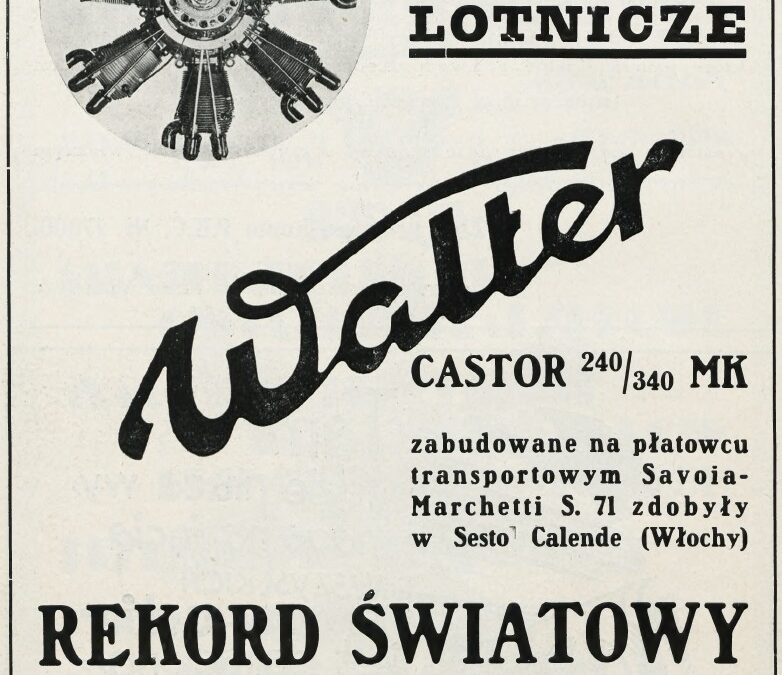 LOTNICZE
Walter
CASTOR 240/340 MK
zabudowane na płatowcu
transportowym Savoia-
Marchetti S. 71 zdobyły
w Sesto Calende (Włochy)
REKORD ŚWIATOWY